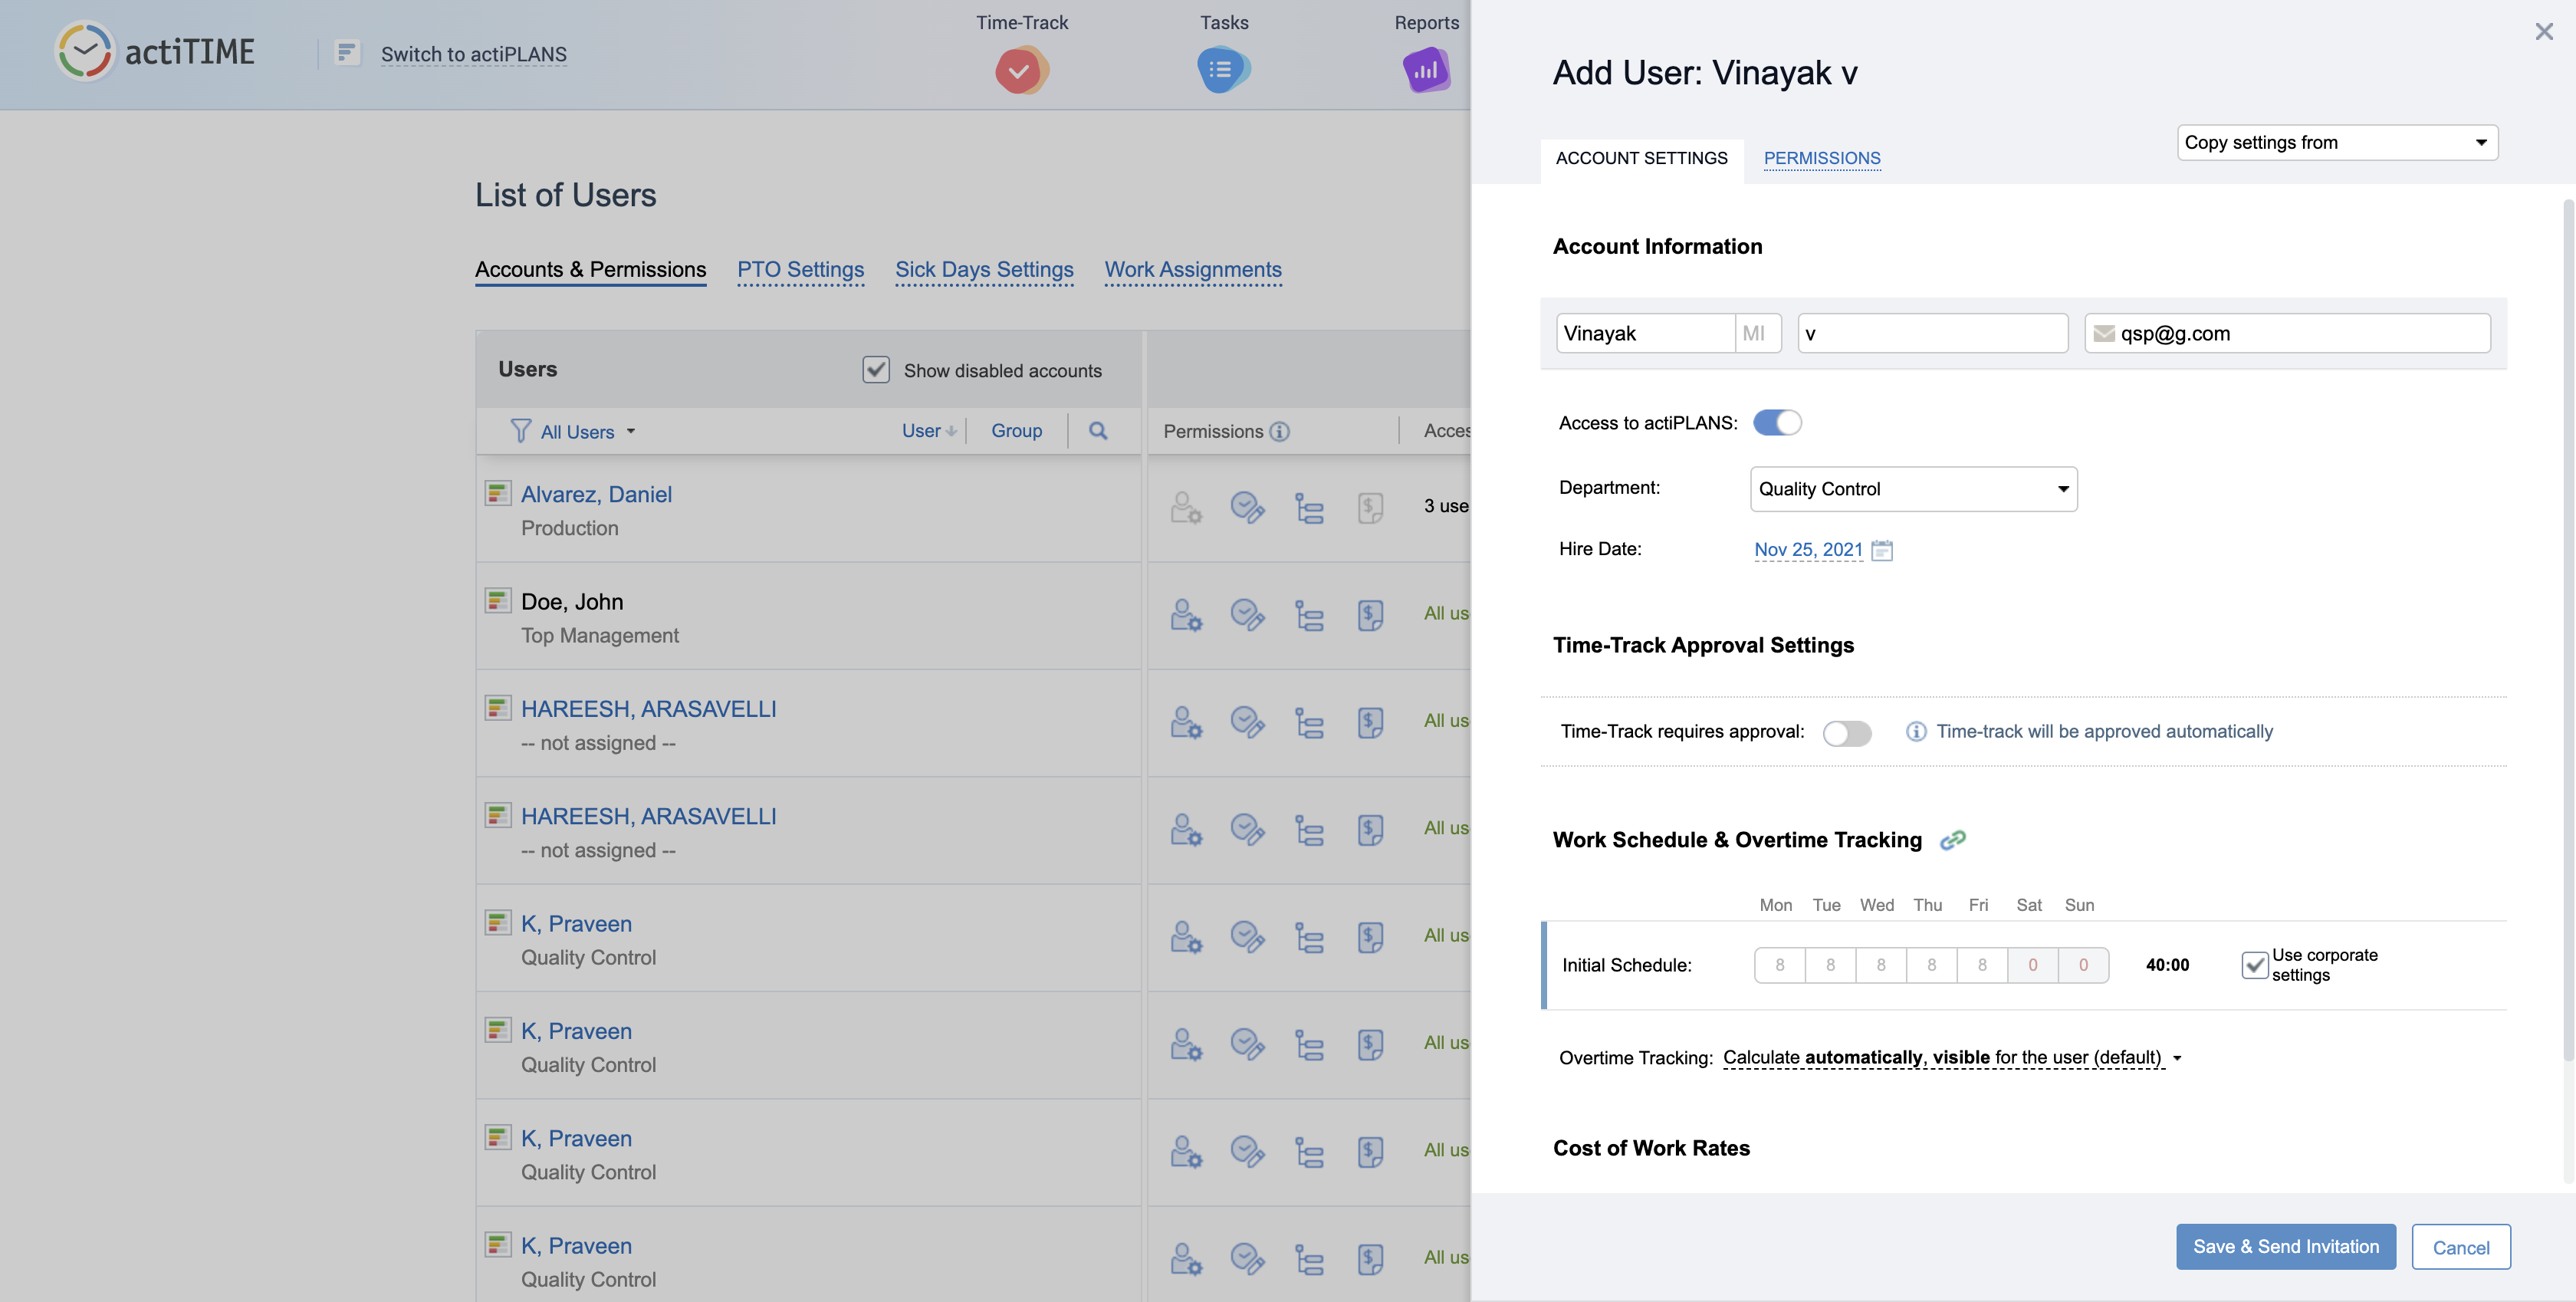 actiTIME
Switch to actiPLANS
Time-Track
Tasks
Reports
List of Users
Accounts & Permissions
PTO Settings
Sick Days Settings
Work Assignments
Users
Show disabled accounts
All Users
User
Group
Permissions
Acces
Alvarez, Daniel
Production
3 use
Doe, John
Top Management
All us
HAREESH, ARASAVELLI
-- not assigned --
All us
HAREESH, ARASAVELLI
-- not assigned --
All us
K, Praveen
Quality Control
All us
K, Praveen
Quality Control
All us
K, Praveen
Quality Control
All us
K, Praveen
Quality Control
All us
Add User: Vinayak v
ACCOUNT SETTINGS
PERMISSIONS
Copy settings from
Account Information
Vinayak
MI
v
qsp@g.com
Access to actiPLANS:
Department:
Quality Control
Hire Date:
Nov 25, 2021
Time-Track Approval Settings
Time-Track requires approval:
Time-track will be approved automatically
Work Schedule & Overtime Tracking
Mon Tue Wed Thu Fri Sat Sun
Initial Schedule:
8 8 8 8 8 0 0
40:00
Use corporate
settings
Overtime Tracking: Calculate automatically, visible for the user (default)
Cost of Work Rates
Save & Send Invitation
Cancel